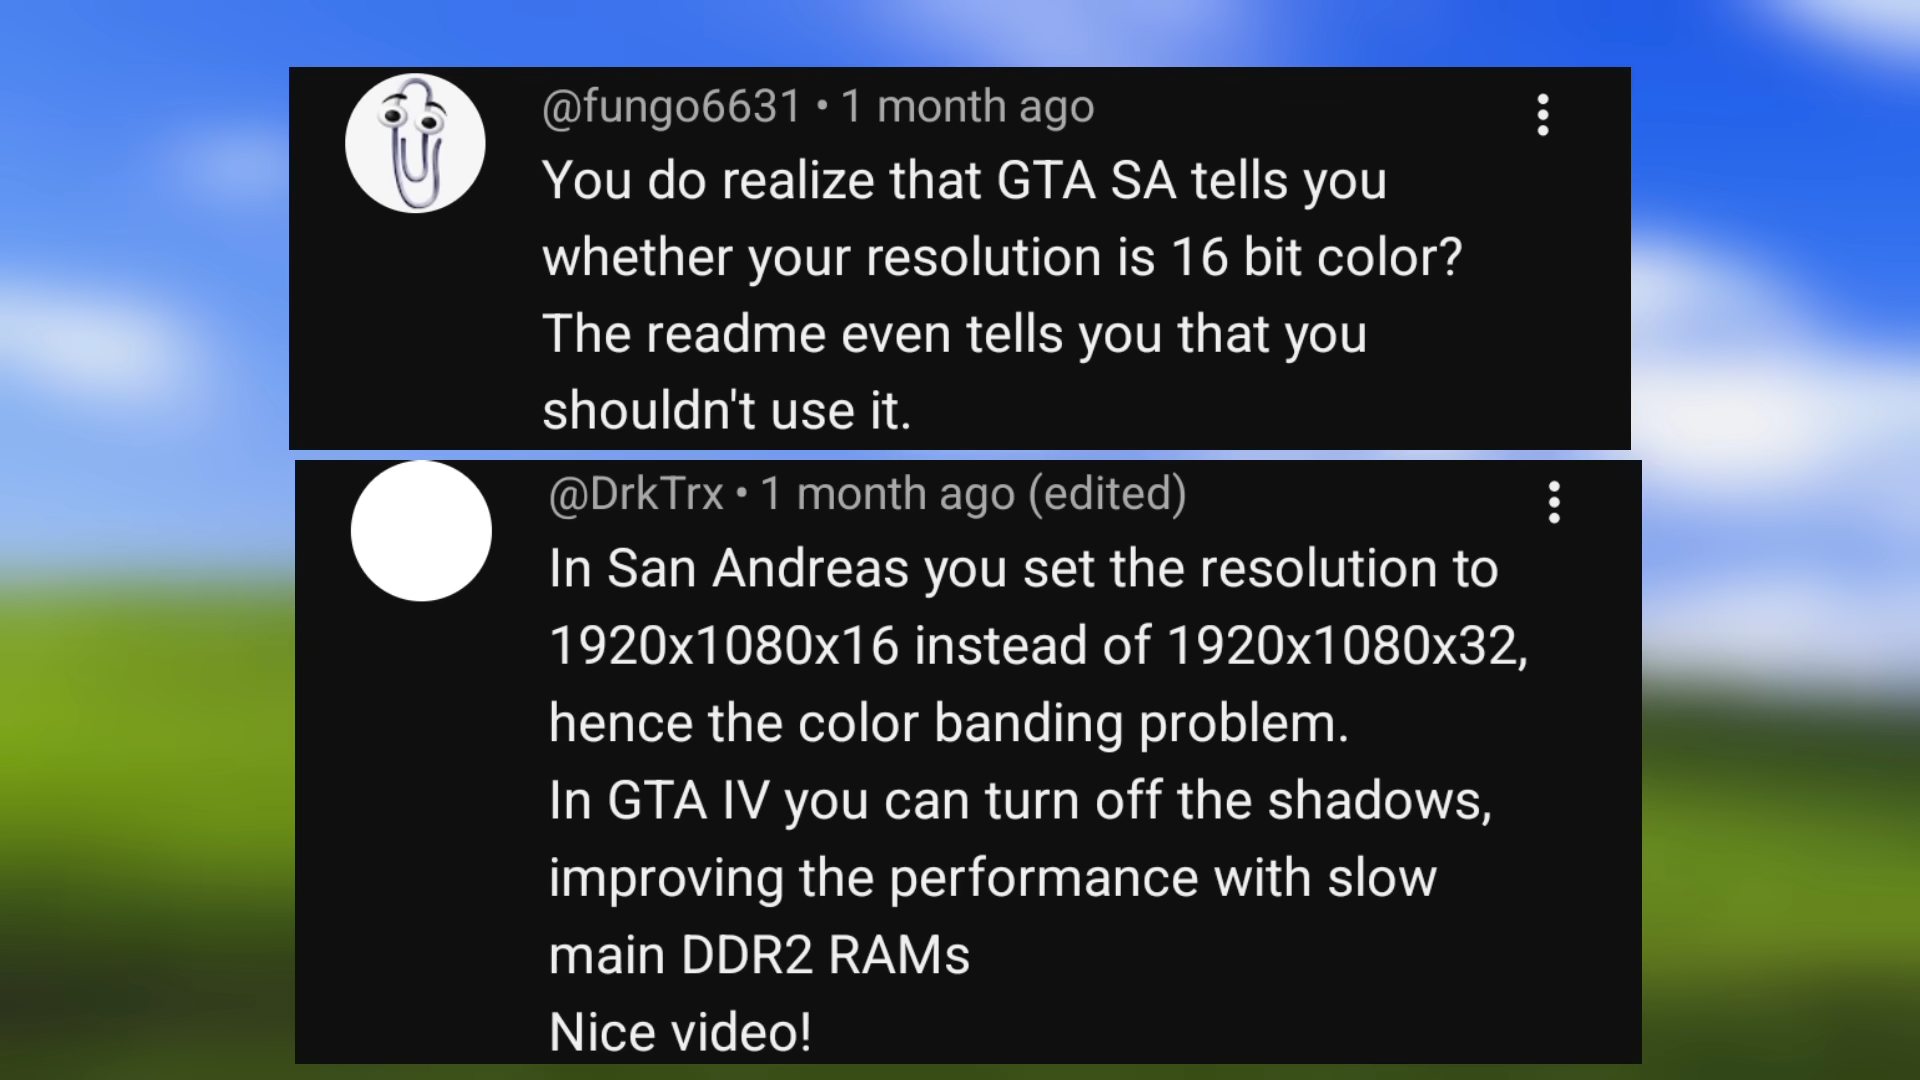 @fungo6631 • 1 month ago
You do realize that GTA SA tells you
whether your resolution is 16 bit color?
The readme even tells you that you
shouldn't use it.
@DrkTrx • 1 month ago (edited)
In San Andreas you set the resolution to
1920x1080x16 instead of 1920x1080x32,
hence the color banding problem.
In GTA IV you can turn off the shadows,
improving the performance with slow
main DDR2 RAMs
Nice video!